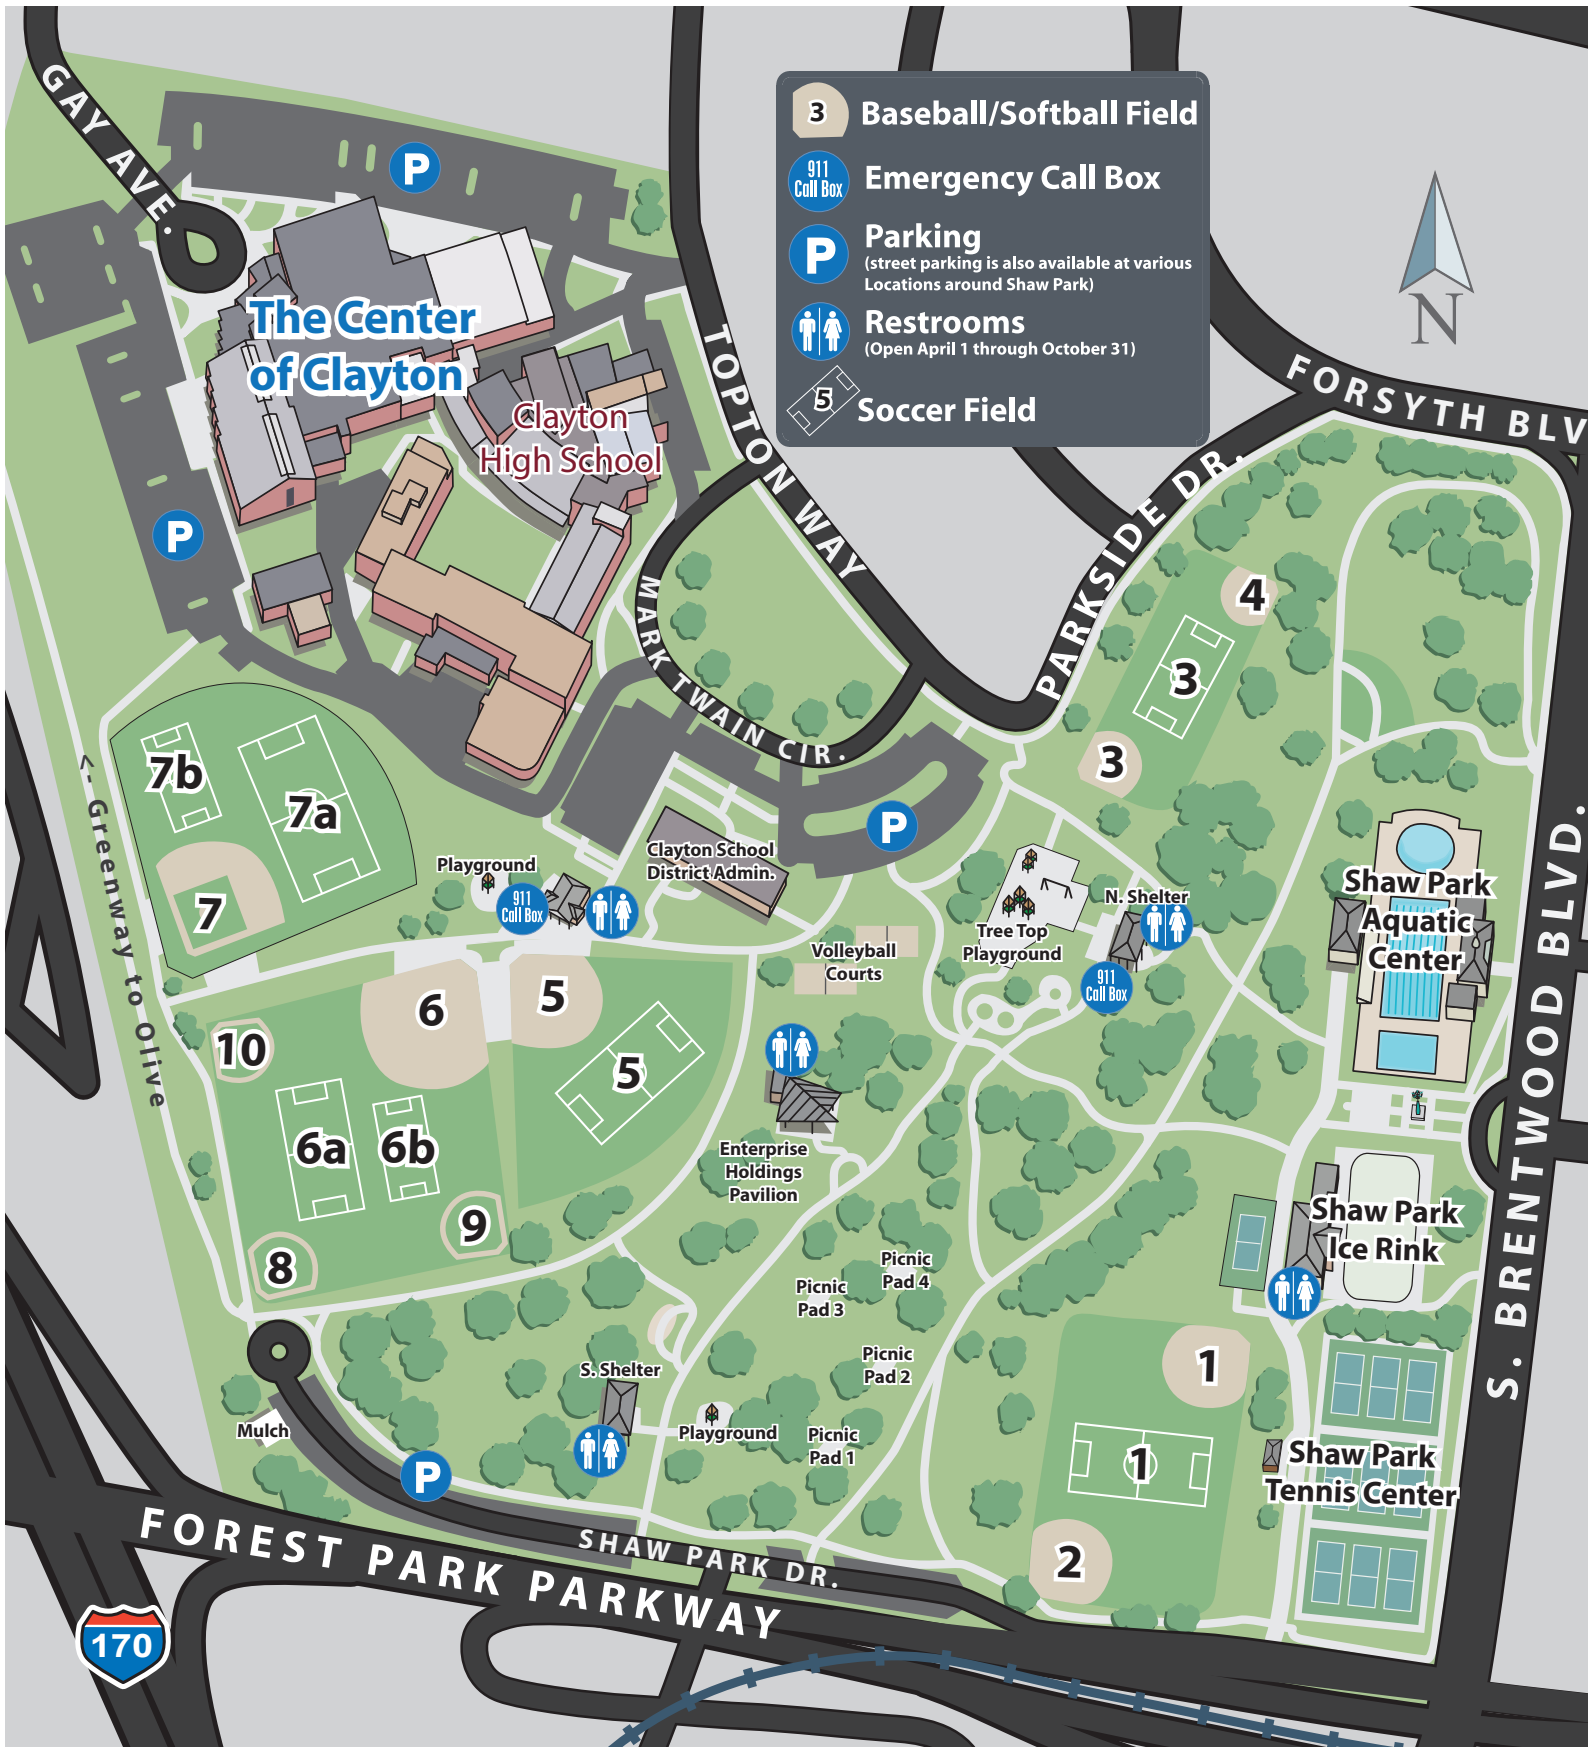 GAY AVE.
P
3
Baseball/Softball Field
911
Call Box
Emergency Call Box
P
Parking
(street parking is also available at various
Locations around Shaw Park)
Restrooms
(Open April 1 through October 31)
5
Soccer Field
N
The Center
of Clayton
Clayton
High School
TOPTON WAY
FORSYTH BLV
PARKSIDE DR.
P
MARK TWAIN CIR.
4
3
3
7b
7a
7
<- Greenway to Olive
Playground
911
Call Box
Clayton School
District Admin.
P
Tree Top
Playground
N. Shelter
911
Call Box
Volleyball
Courts
Shaw Park
Aquatic
Center
S. BRENTWOOD BLVD.
6
5
10
5
6a
6b
9
8
Enterprise
Holdings
Pavilion
Shaw Park
Ice Rink
Picnic
Pad 4
Picnic
Pad 3
Picnic
Pad 2
Picnic
Pad 1
S. Shelter
Playground
Mulch
P
1
1
2
Shaw Park
Tennis Center
SHAW PARK DR.
FOREST PARK PARKWAY
170